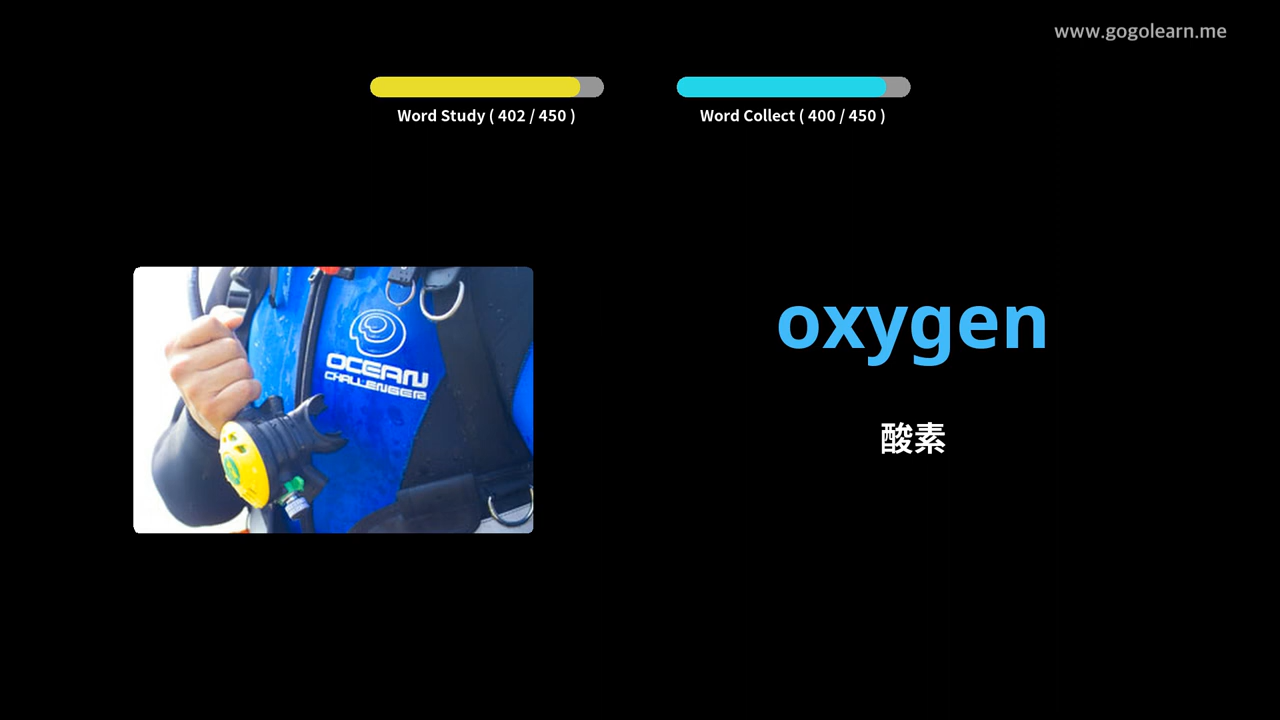 www.gogolearn.me
Word Study ( 402 / 450 )
Word Collect ( 400 / 450 )
OCEAN
CHALLENGER
oxygen
酸素